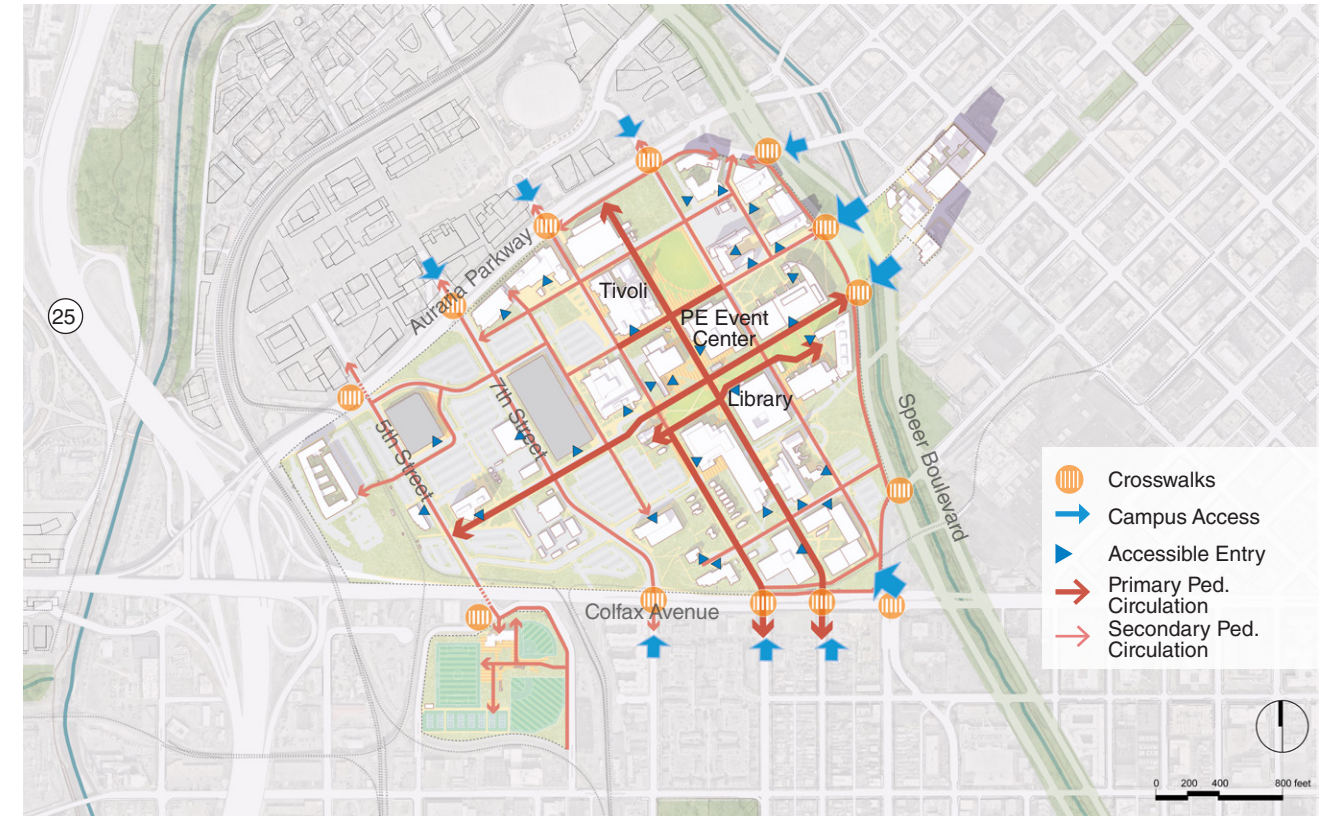 Auraria Parkway
Tivoli
PE Event
Center
25
Library
7th Street
5th Street
Speer Boulevard
Colfax Avenue
Crosswalks
Campus Access
Accessible Entry
Primary Ped.
Circulation
Secondary Ped.
Circulation
0 200 400 800 feet